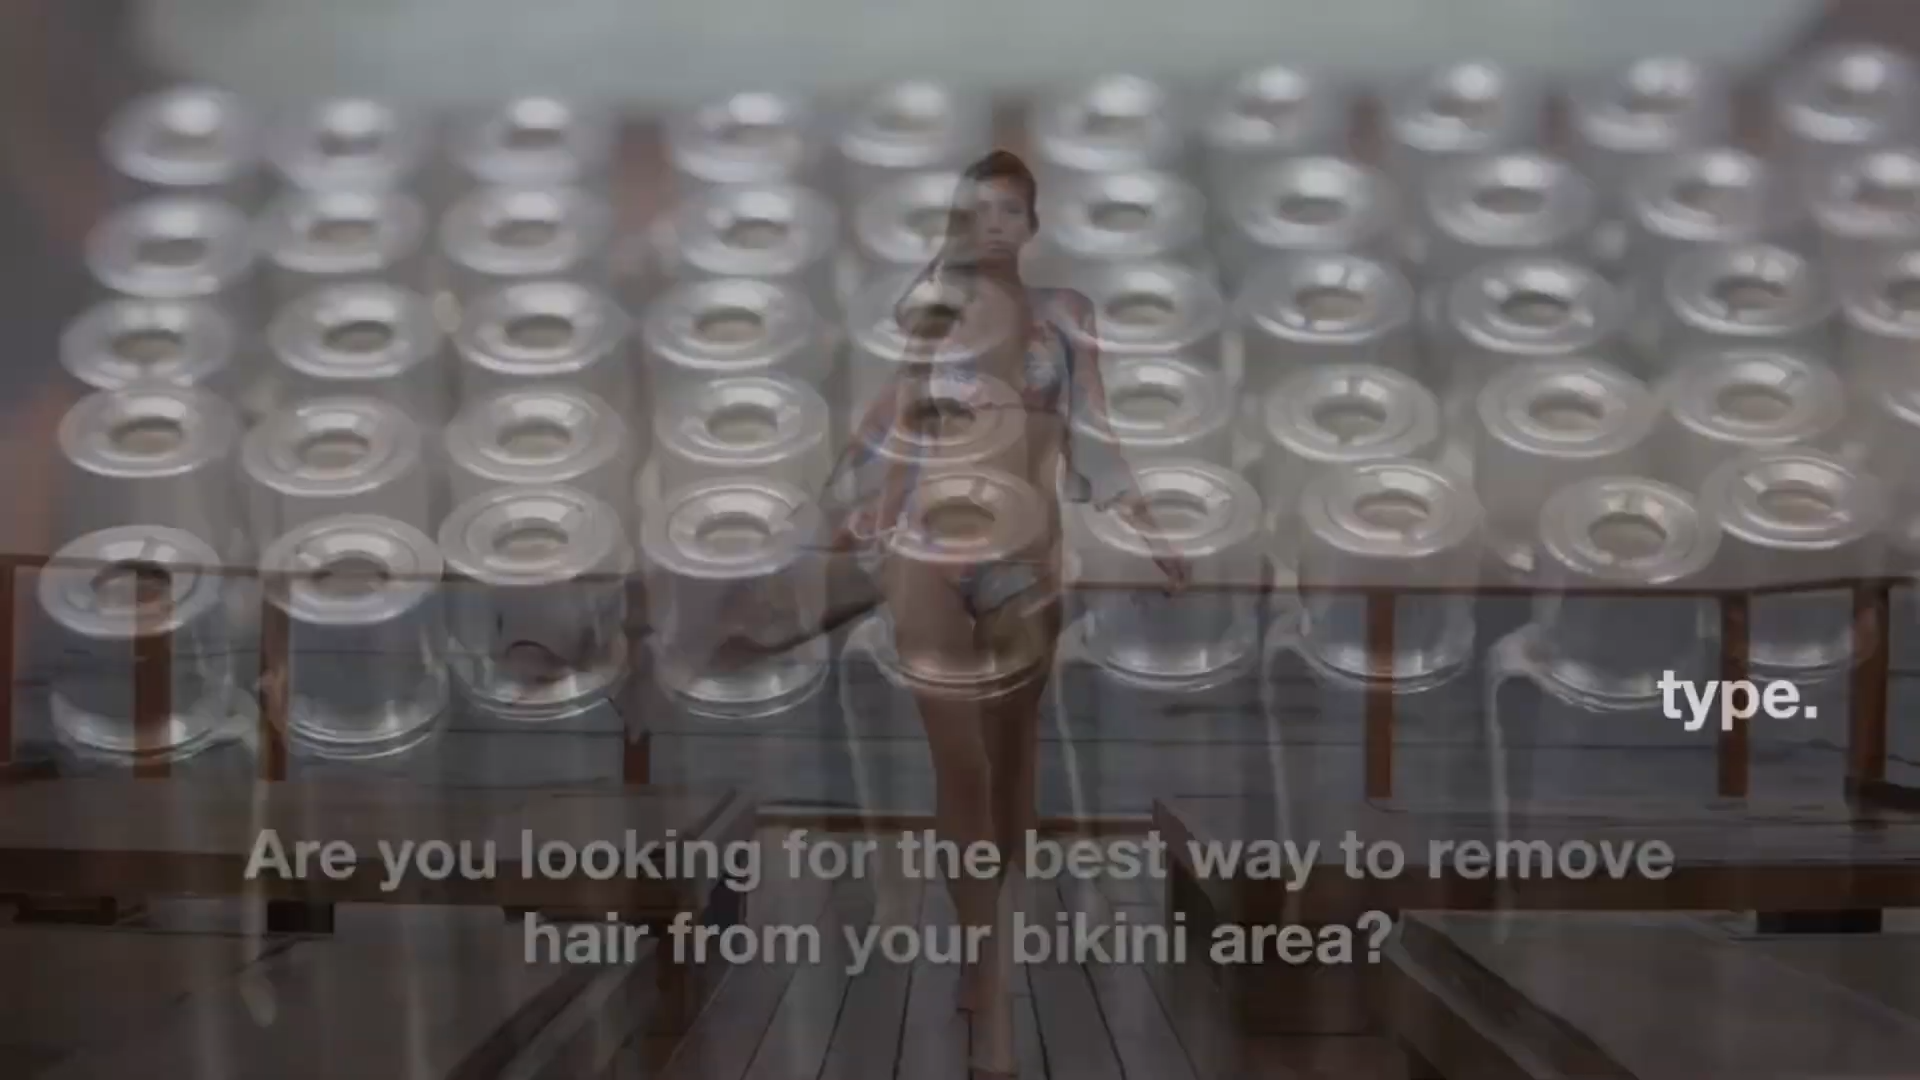 type.
Are you looking for the best way to remove
hair from your bikini area?